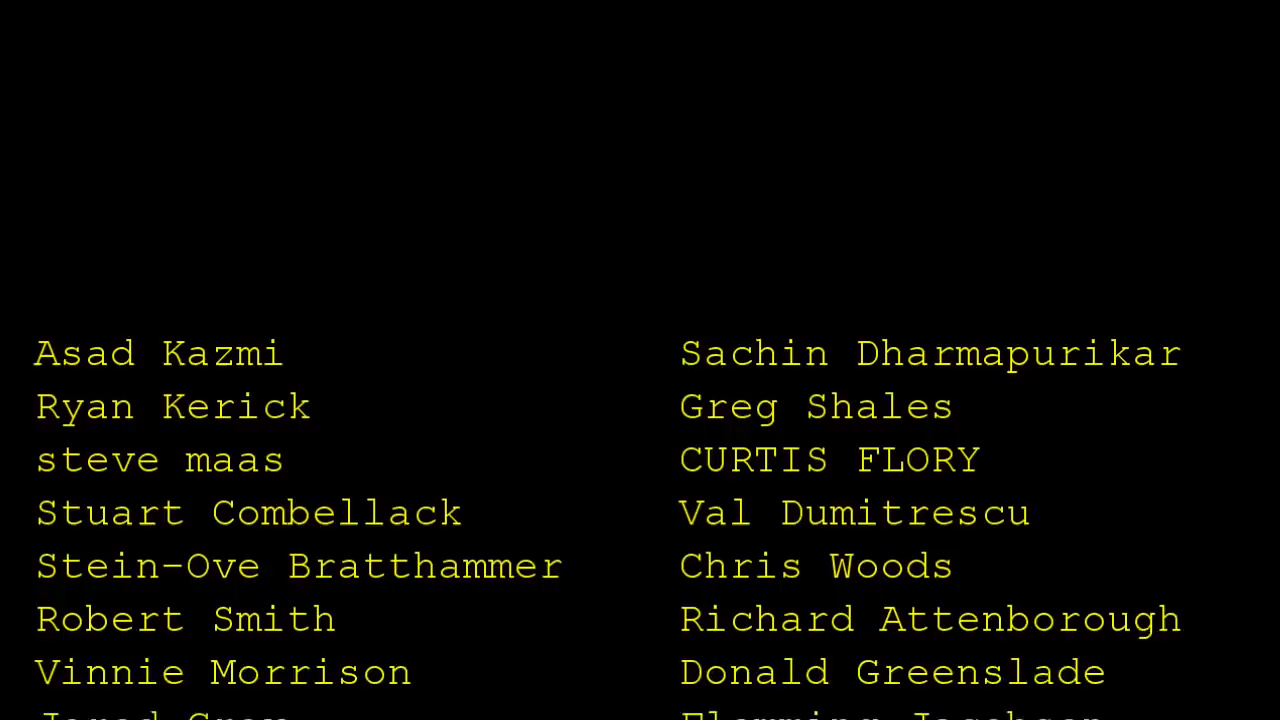 Asad Kazmi
Ryan Kerick
steve maas
Stuart Combellack
Stein-Ove Bratthammer
Robert Smith
Vinnie Morrison
Sachin Dharmapurikar
Greg Shales
CURTIS FLORY
Val Dumitrescu
Chris Woods
Richard Attenborough
Donald Greenslade